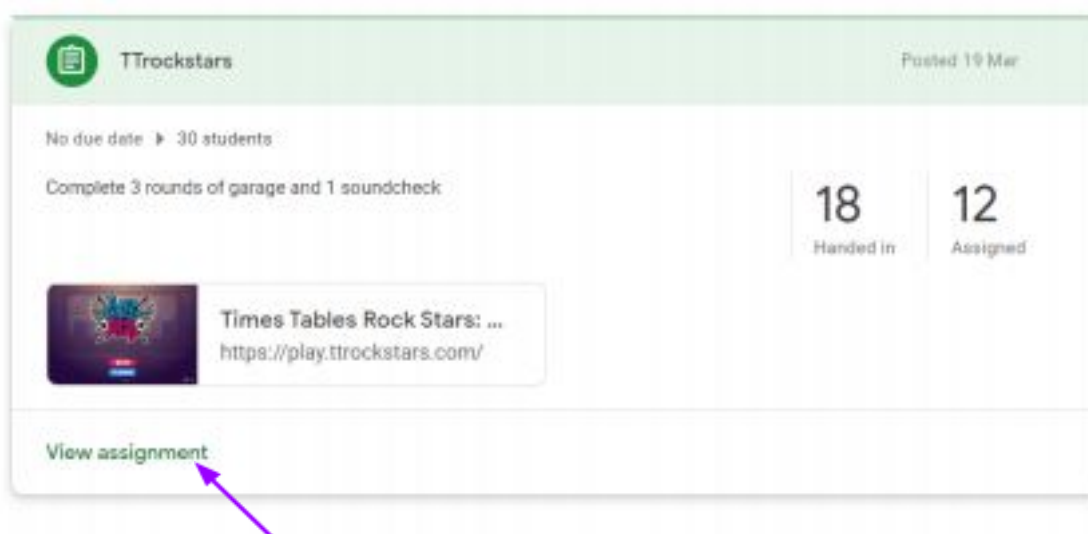 TTrockstars
Posted 19 Mar
No due date ▸ 30 students
Complete 3 rounds of garage and 1 soundcheck
18
Handed in
12
Assigned
Times Tables Rock Stars: ...
https://play.ttrockstars.com/
View assignment